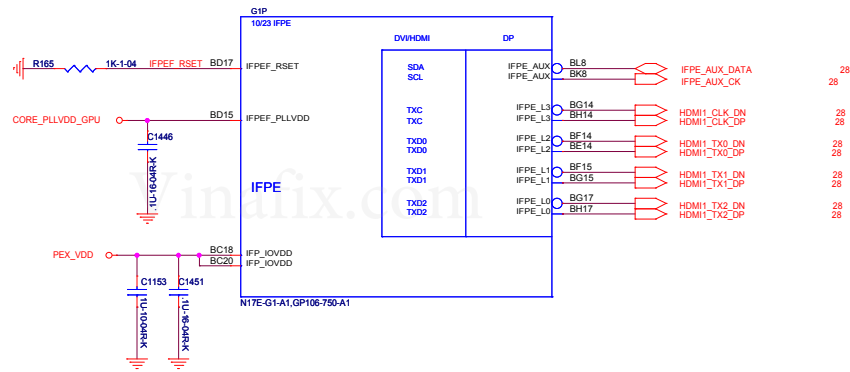 G1P
10/23 IFPE
DVI/HDMI DP
R165 1K-1-04 IFPEF_RSET BD17 IFPEF_RSET
SDA IFPE_AUX BL8 IFPE_AUX_DATA 28
SCL IFPE_AUX BK8 IFPE_AUX_CK 28
TXC IFPE_L3 BG14 HDMI1_CLK_DN 28
CORE_PLLVDD_GPU BD15 IFPEF_PLLVDD TXC IFPE_L3 BH14 HDMI1_CLK_DP 28
C1446
.1U-16-04R-K
TXD0 IFPE_L2 BF14 HDMI1_TX0_DN 28
TXD0 IFPE_L2 BE14 HDMI1_TX0_DP 28
TXD1 IFPE_L1 BF15 HDMI1_TX1_DN 28
TXD1 IFPE_L1 BG15 HDMI1_TX1_DP 28
IFPE
Vinafix.com
TXD2 IFPE_L0 BG17 HDMI1_TX2_DN 28
TXD2 IFPE_L0 BH17 HDMI1_TX2_DP 28
PEX_VDD BC18 IFP_IOVDD
BC20 IFP_IOVDD
C1153 C1451
1U-10-04R-K .1U-16-04R-K
N17E-G1-A1,GP106-750-A1